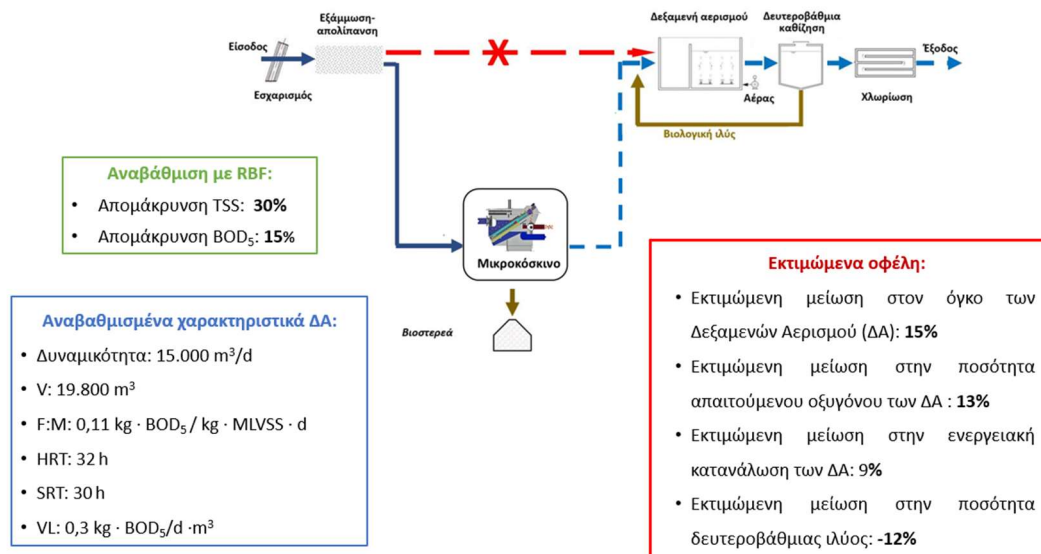 Είσοδος
Εσχαρισμός
Εξάμμωση-
απολίπανση
Δεξαμενή αερισμού
Αέρας
Δευτεροβάθμια
καθίζηση
Βιολογική ιλύς
Χλωρίωση
Έξοδος
Αναβάθμιση με RBF:
• Απομάκρυνση TSS: 30%
• Απομάκρυνση BOD₅: 15%
Μικροκόσκινο
Βιοστερεά
Αναβαθμισμένα χαρακτηριστικά ΔΑ:
• Δυναμικότητα: 15.000 m³/d
• V: 19.800 m³
• F:M: 0,11 kg · BOD₅ / kg · MLVSS · d
• HRT: 32 h
• SRT: 30 h
• VL: 0,3 kg · BOD₅/d ·m³
Εκτιμώμενα οφέλη:
• Εκτιμώμενη μείωση στον όγκο των
Δεξαμενών Αερισμού (ΔΑ): 15%
• Εκτιμώμενη μείωση στην ποσότητα
απαιτούμενου οξυγόνου των ΔΑ : 13%
• Εκτιμώμενη μείωση στην ενεργειακή
κατανάλωση των ΔΑ: 9%
• Εκτιμώμενη μείωση στην ποσότητα
δευτεροβάθμιας ιλύος: -12%